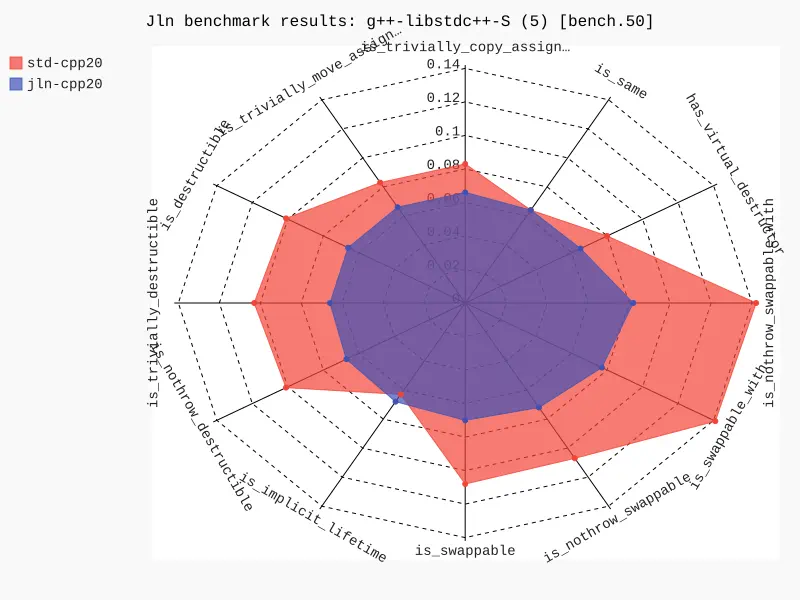 Jln benchmark results: g++-libstdc++-S (5) [bench.50]
std-cpp20
jln-cpp20
is_trivially_copy_assign…
is_same
has_virtual_destructor
is_nothrow_swappable_with
is_swappable_with
is_nothrow_swappable
is_swappable
is_implicit_lifetime
is_nothrow_destructible
is_trivially_destructible
is_destructible
is_trivially_move_assign…
0.14
0.12
0.1
0.08
0.06
0.04
0.02
0